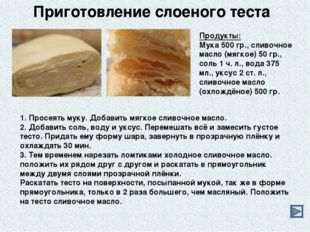 Приготовление слоеного теста
Продукты:
Мука 500 гр., сливочное
масло (мягкое) 50 гр.,
соль 1 ч. л., вода 375
мл., уксус 2 ст. л.,
сливочное масло
(охлождёное) 500 гр.
1. Просеять муку. Добавить мягкое сливочное масло.
2. Добавить соль, воду и уксус. Перемешать всё и замесить густое
тесто. Придать ему форму шара, завернуть в прозрачную плёнку и
охлаждать 30 мин.
3. Тем временем нарезать ломтиками холодное сливочное масло.
положить их рядом друг с другом и раскатать в прямоугольник
между двумя слоями прозрачной плёнки.
Раскатать тесто на поверхности, посыпанной мукой, так же в форме
прямоугольника, только в 2 раза большего, чем масляный. Положить
на тесто сливочное масло.